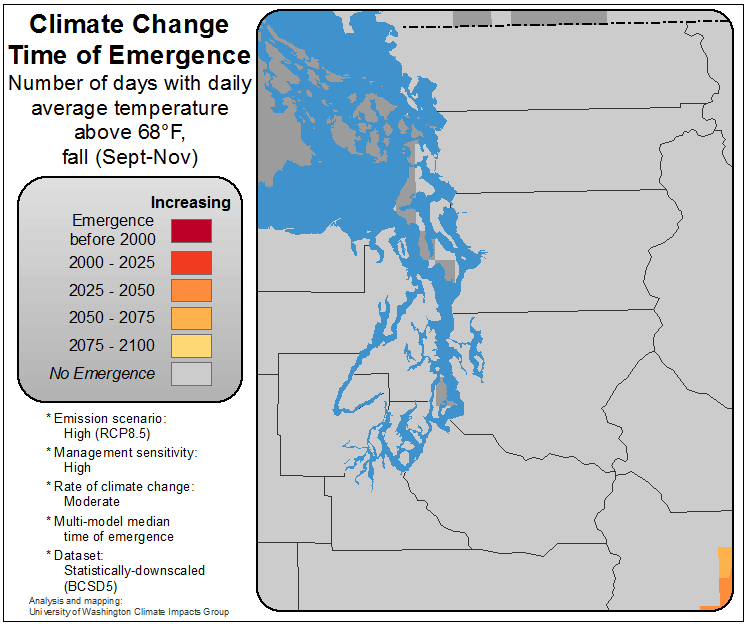 Climate Change
Time of Emergence
Number of days with daily
average temperature
above 68°F,
fall (Sept-Nov)
Increasing
Emergence
before 2000
2000 - 2025
2025 - 2050
2050 - 2075
2075 - 2100
No Emergence
* Emission scenario:
High (RCP8.5)
* Management sensitivity:
High
* Rate of climate change:
Moderate
* Multi-model median
time of emergence
* Dataset:
Statistically-downscaled
(BCSD5)
Analysis and mapping:
University of Washington Climate Impacts Group